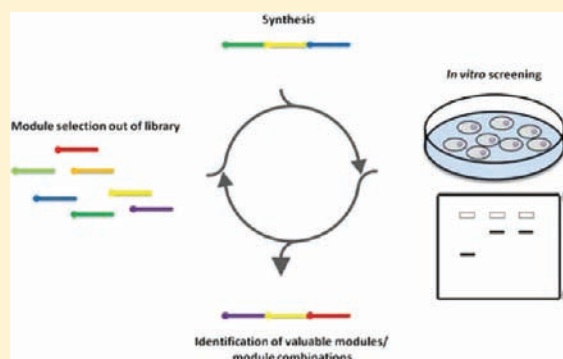 Synthesis
In vitro screening
Module selection out of library
Identification of valuable modules/
module combinations